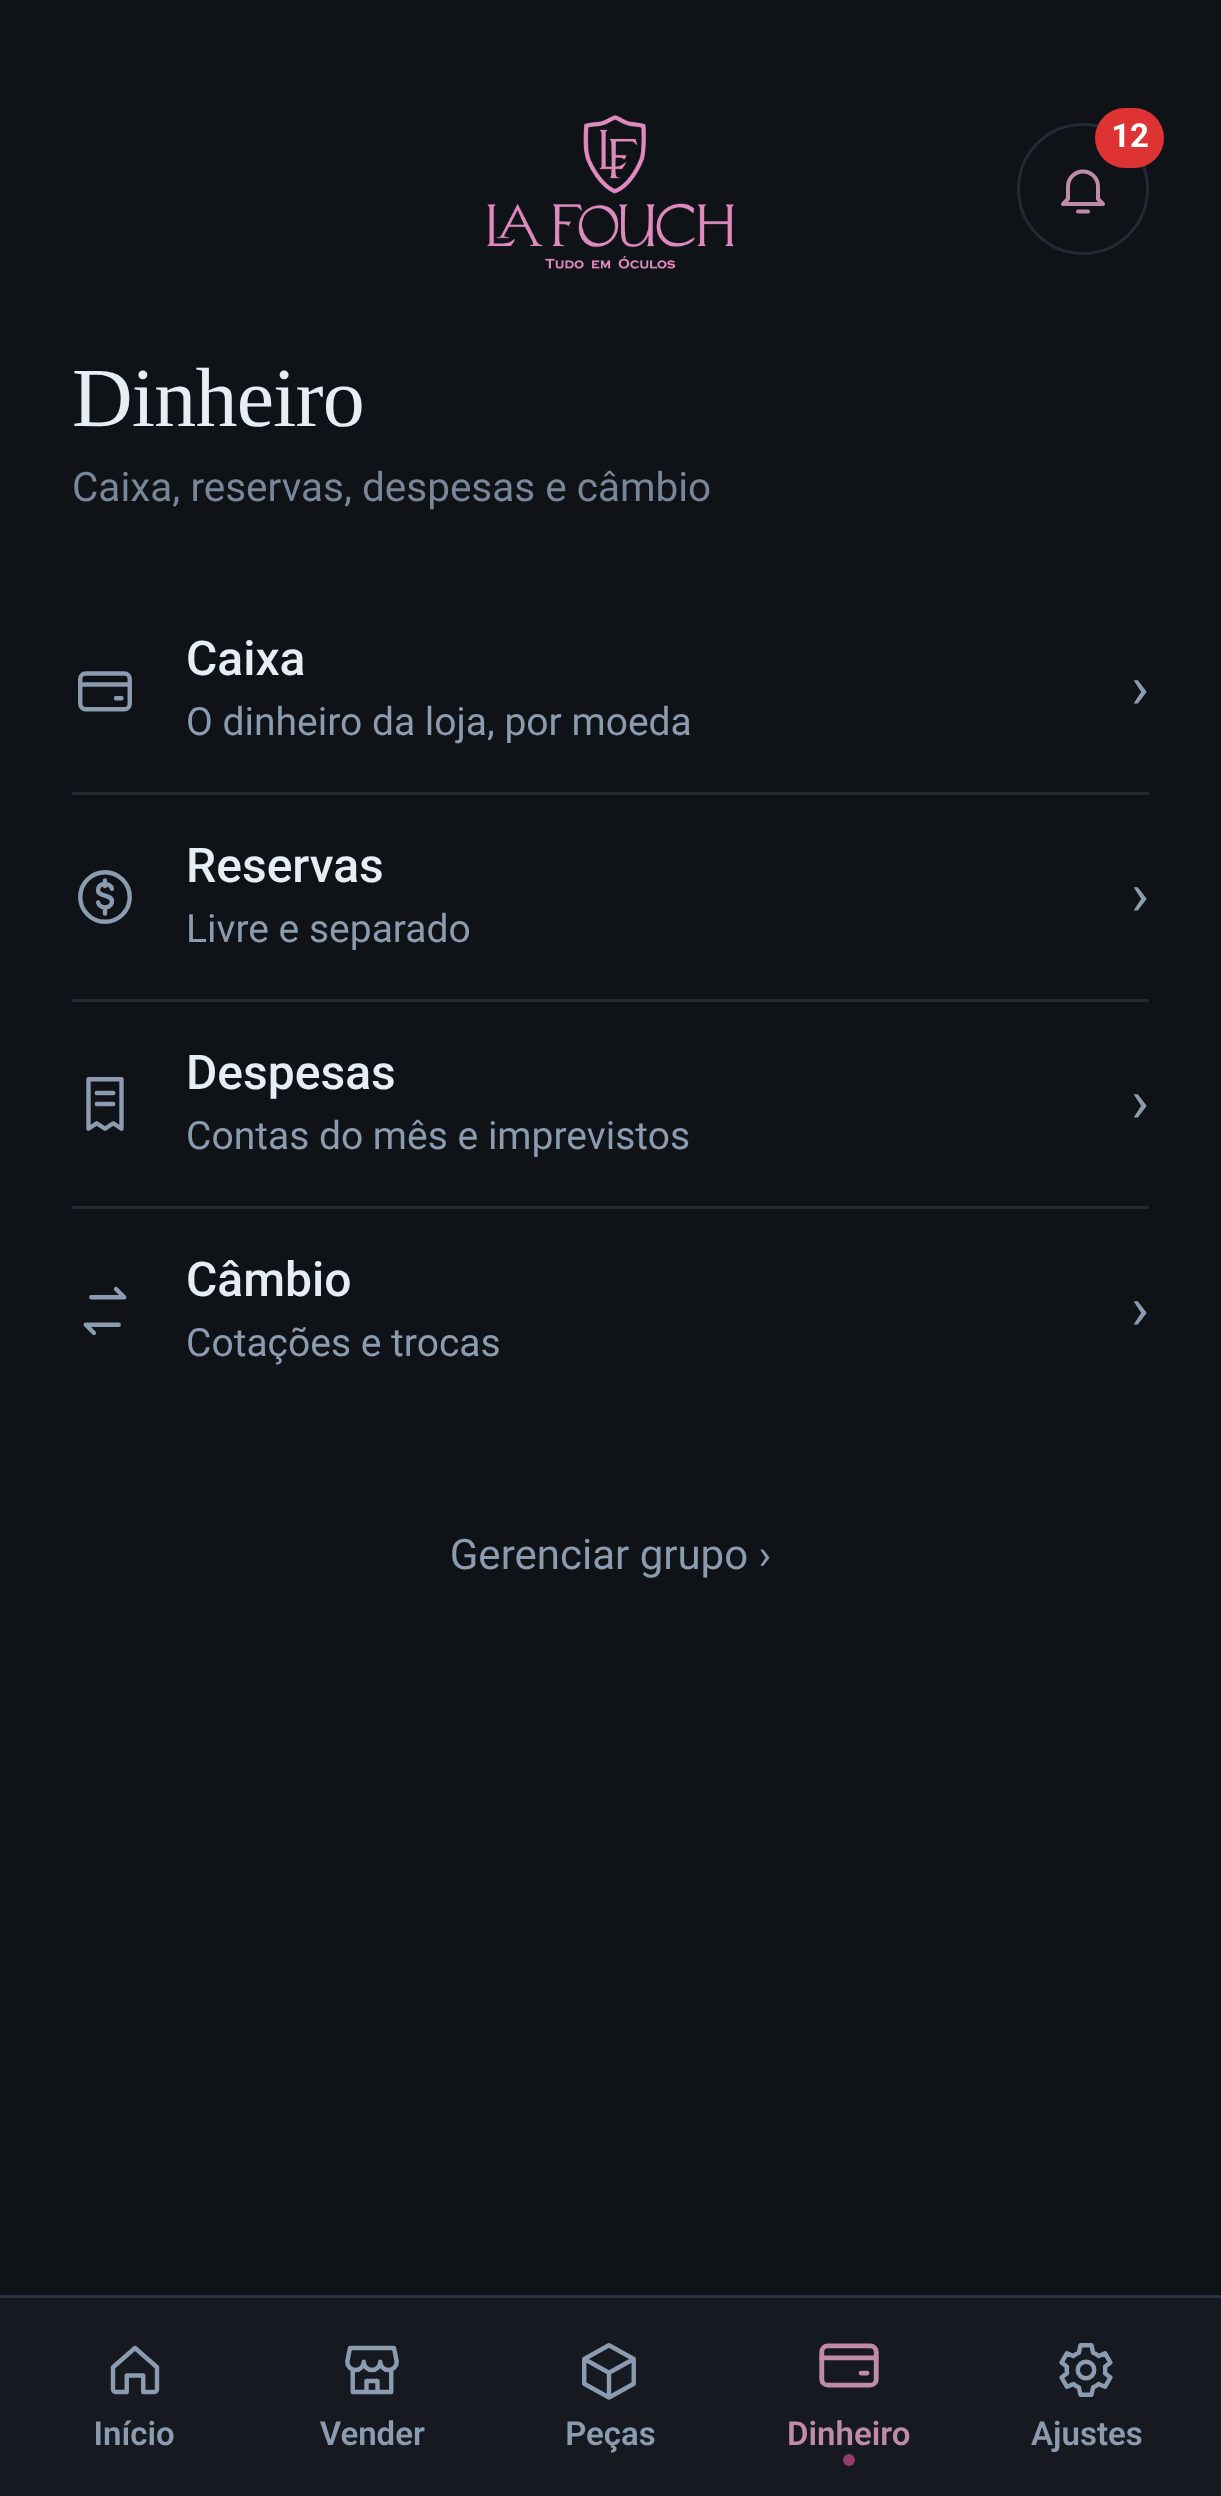 LF
LA FOUCH
Tudo em Óculos
12
Dinheiro
Caixa, reservas, despesas e câmbio
Caixa
O dinheiro da loja, por moeda
Reservas
Livre e separado
Despesas
Contas do mês e imprevistos
Câmbio
Cotações e trocas
Gerenciar grupo ›
Início
Vender
Peças
Dinheiro
Ajustes